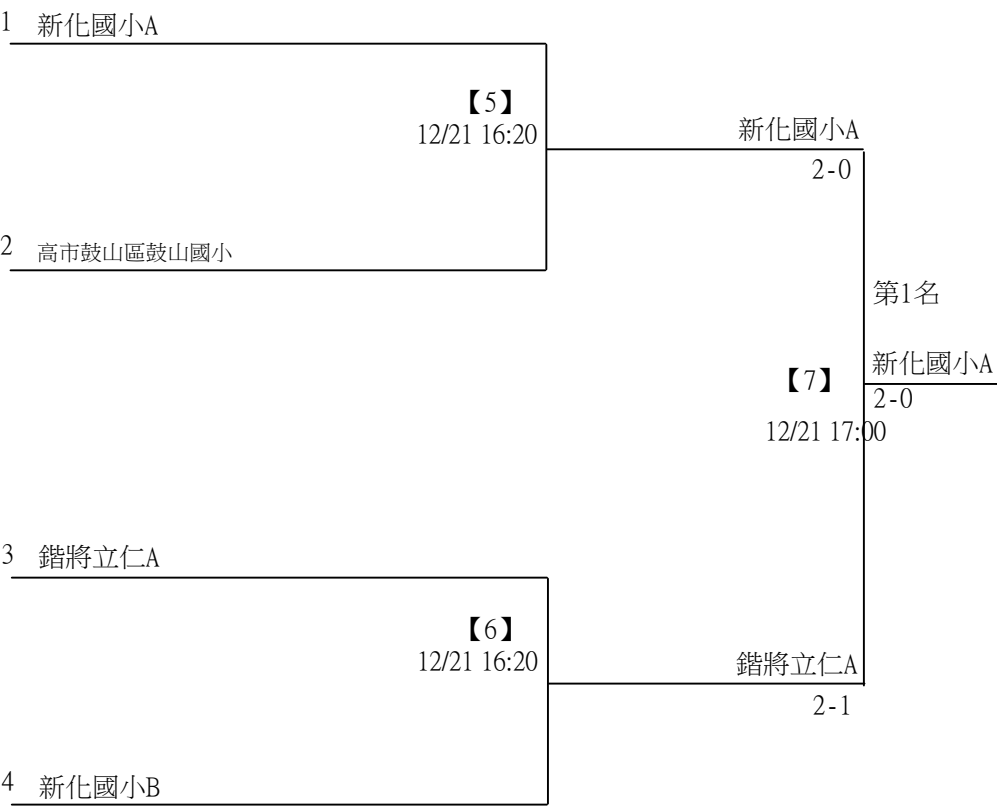 1 新化國小A
【5】
12/21 16:20
新化國小A
2-0
2 高市鼓山區鼓山國小
第1名
新化國小A
【7】
2-0
12/21 17:00
3 鍇將立仁A
【6】
12/21 16:20
鍇將立仁A
2-1
4 新化國小B